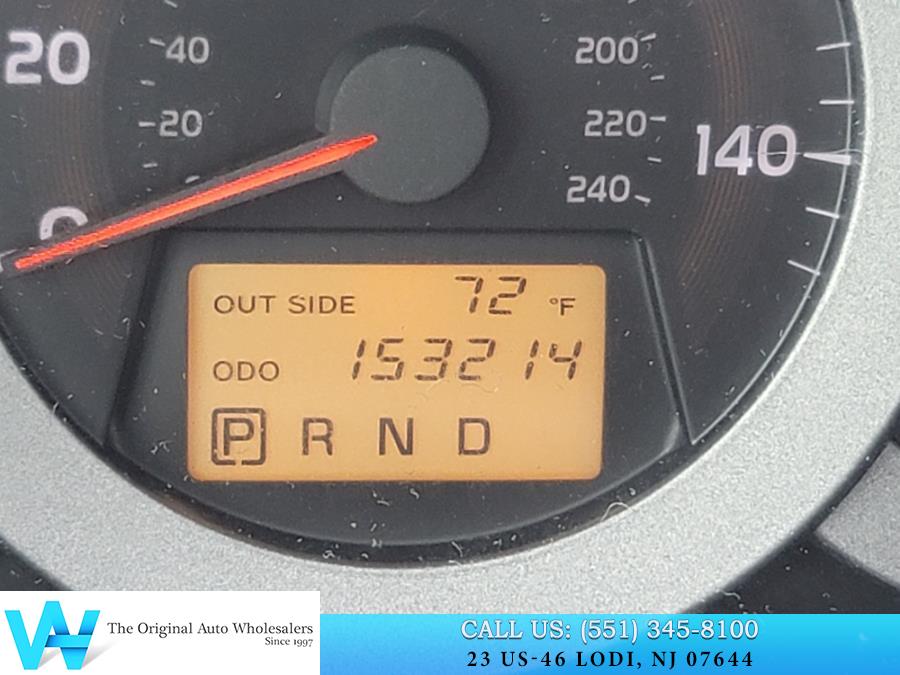 20
40
200
20
220
140
240
0
OUT SIDE 72 °F
ODO 153214
P R N D
The Original Auto Wholesalers
Since 1997
CALL US: (551) 345-8100
23 US-46 LODI, NJ 07644